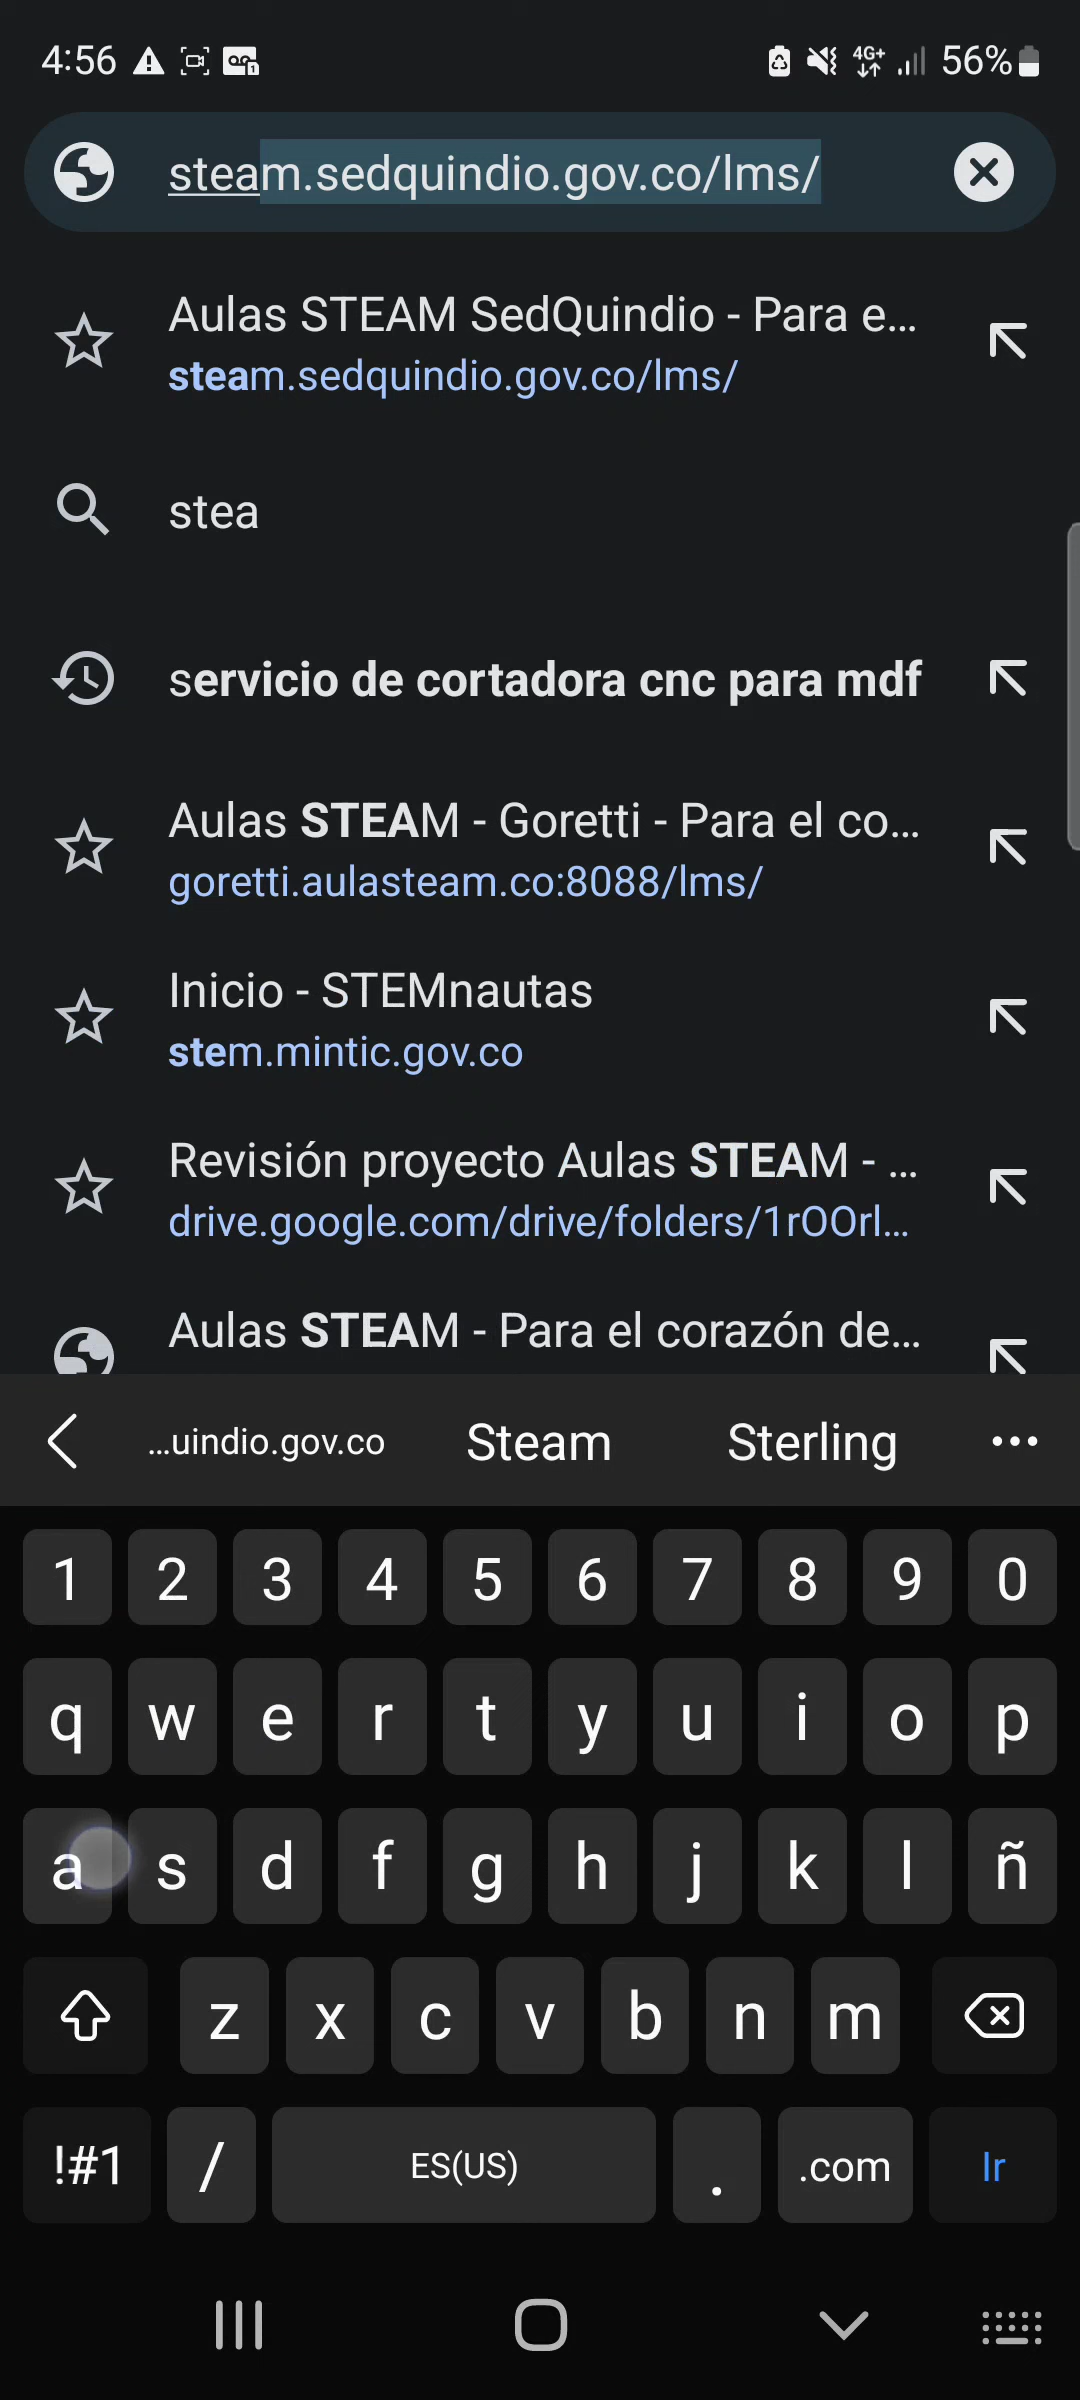 4:56
4G+
56%
steam.sedquindio.gov.co/lms/
Aulas STEAM SedQuindio - Para e...
steam.sedquindio.gov.co/lms/
stea
servicio de cortadora cnc para mdf
Aulas STEAM - Goretti - Para el co...
goretti.aulasteam.co:8088/lms/
Inicio - STEMnautas
stem.mintic.gov.co
Revisión proyecto Aulas STEAM - ...
drive.google.com/drive/folders/1rOOrl...
Aulas STEAM - Para el corazón de...
...uindio.gov.co Steam Sterling
1 2 3 4 5 6 7 8 9 0
q w e r t y u i o p
a s d f g h j k l ñ
z x c v b n m
!#1 / ES(US) . .com Ir